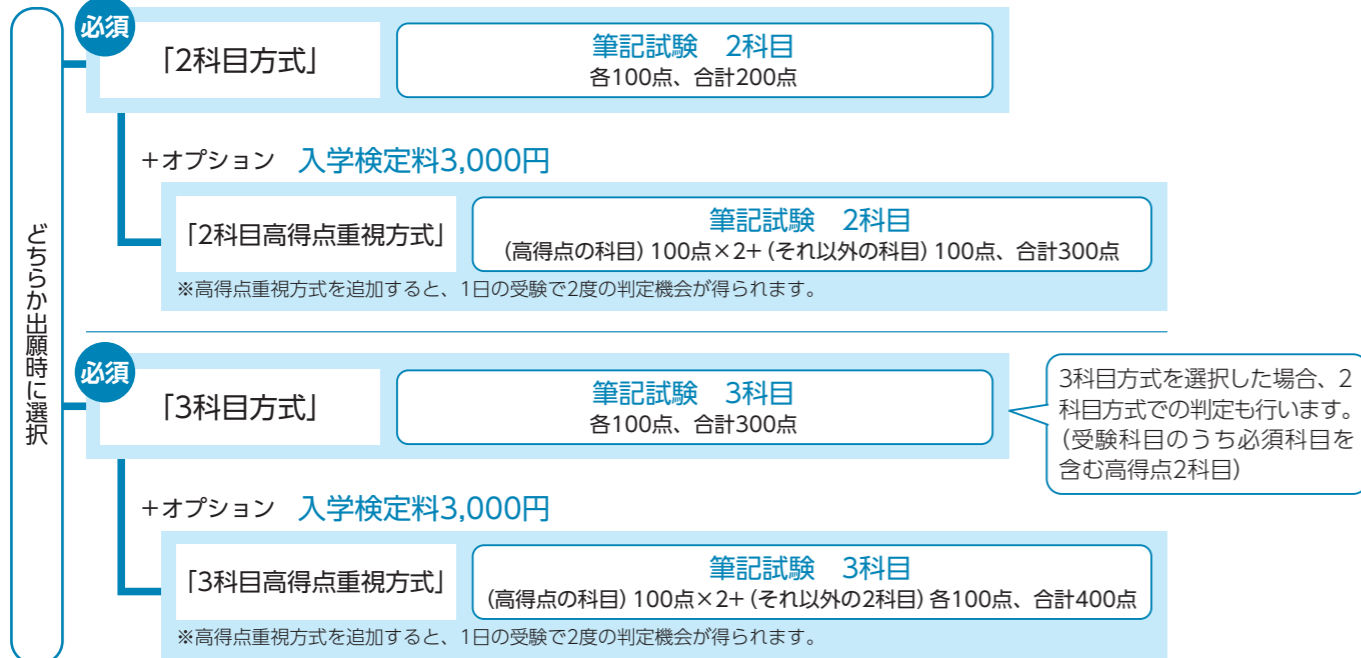 どちらか出願時に選択
必須
「2科目方式」
筆記試験　2科目
各100点、合計200点
＋オプション　入学検定料3,000円
「2科目高得点重視方式」
筆記試験　2科目
(高得点の科目) 100点×2+ (それ以外の科目) 100点、合計300点
※高得点重視方式を追加すると、1日の受験で2度の判定機会が得られます。
必須
「3科目方式」
筆記試験　3科目
各100点、合計300点
3科目方式を選択した場合、2
科目方式での判定も行います。
(受験科目のうち必須科目を
含む高得点2科目)
＋オプション　入学検定料3,000円
「3科目高得点重視方式」
筆記試験　3科目
(高得点の科目) 100点×2+ (それ以外の2科目) 各100点、合計400点
※高得点重視方式を追加すると、1日の受験で2度の判定機会が得られます。